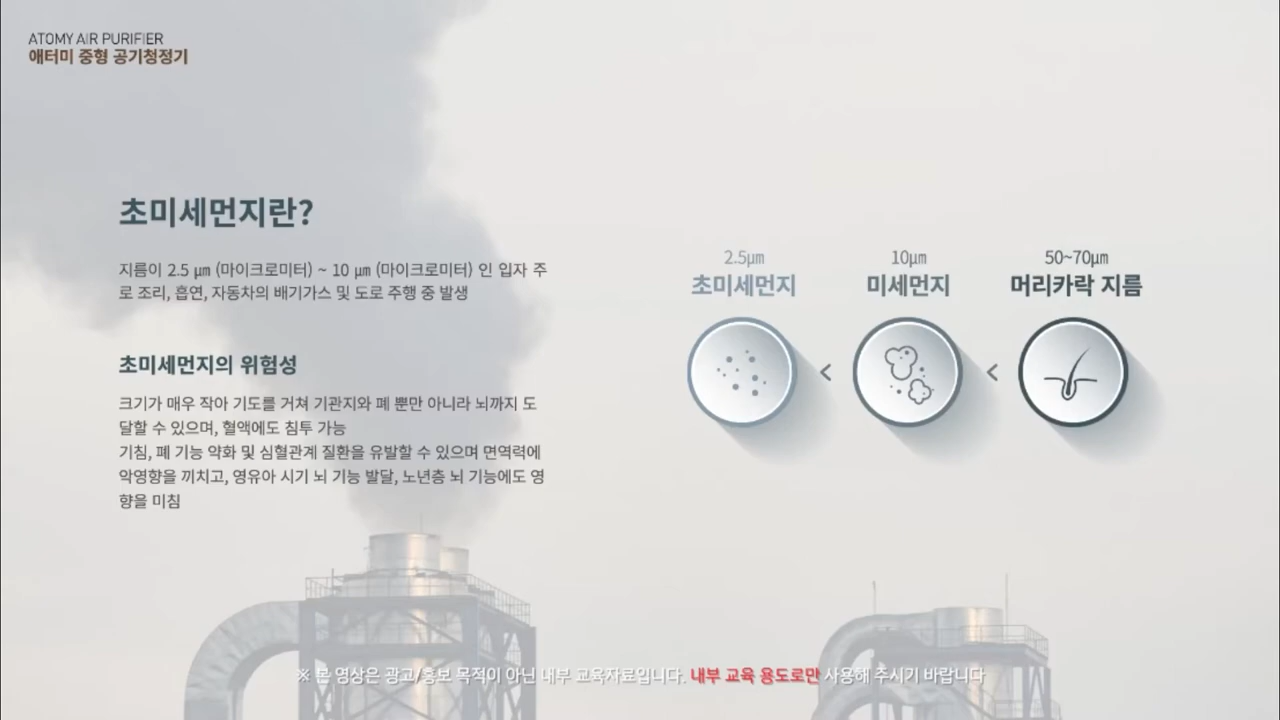 ATOMY AIR PURIFIER
애터미 중형 공기청정기
초미세먼지란?
지름이 2.5 ㎛ (마이크로미터) ~ 10 ㎛ (마이크로미터) 인 입자 주
로 조리, 흡연, 자동차의 배기가스 및 도로 주행 중 발생
초미세먼지의 위험성
크기가 매우 작아 기도를 거쳐 기관지와 폐 뿐만 아니라 뇌까지 도
달할 수 있으며, 혈액에도 침투 가능
기침, 폐 기능 약화 및 심혈관계 질환을 유발할 수 있으며 면역력에
악영향을 끼치고, 영유아 시기 뇌 기능 발달, 노년층 뇌 기능에도 영
향을 미침
2.5㎛
초미세먼지
<
10㎛
미세먼지
<
50~70㎛
머리카락 지름
※ 본 영상은 광고/홍보 목적이 아닌 내부 교육자료입니다. 내부 교육 용도로만 사용해 주시기 바랍니다